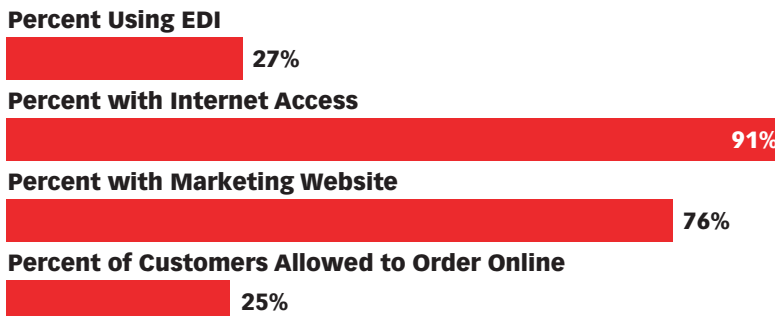 Percent Using EDI
27%
Percent with Internet Access
91%
Percent with Marketing Website
76%
Percent of Customers Allowed to Order Online
25%